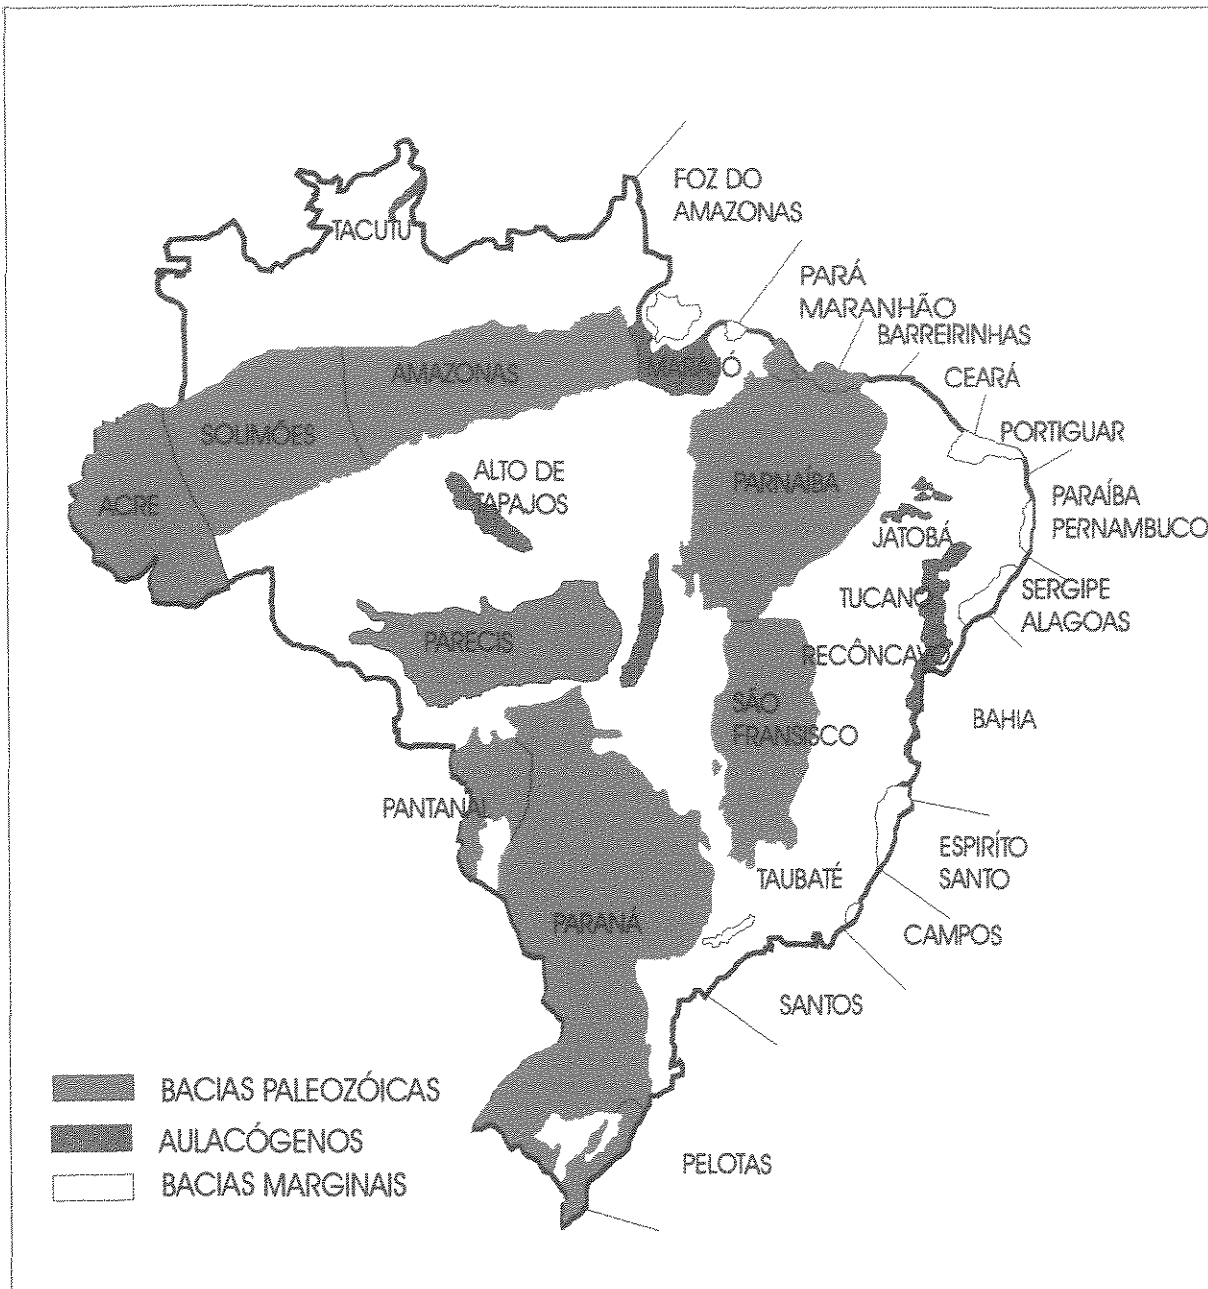 FOZ DO
AMAZONAS
TACUTU
PARÁ
MARANHÃO
BARREIRINHAS
MARAJÓ
AMAZONAS
CEARÁ
SOLIMÓES
PORTIGUAR
ALTO DE
TAPAJOS
PARNAÍBA
ACRE
PARAÍBA
PERNAMBUCO
JATOBÁ
TUCANO
SERGIPE
ALAGOAS
PARECIS
RECÔNCAVO
SÃO
FRANSISCO
BAHIA
PANTANAL
ESPIRÍTO
SANTO
TAUBATÉ
PARANÁ
CAMPOS
SANTOS
BACIAS PALEOZÓICAS
AULACÓGENOS
BACIAS MARGINAIS
PELOTAS